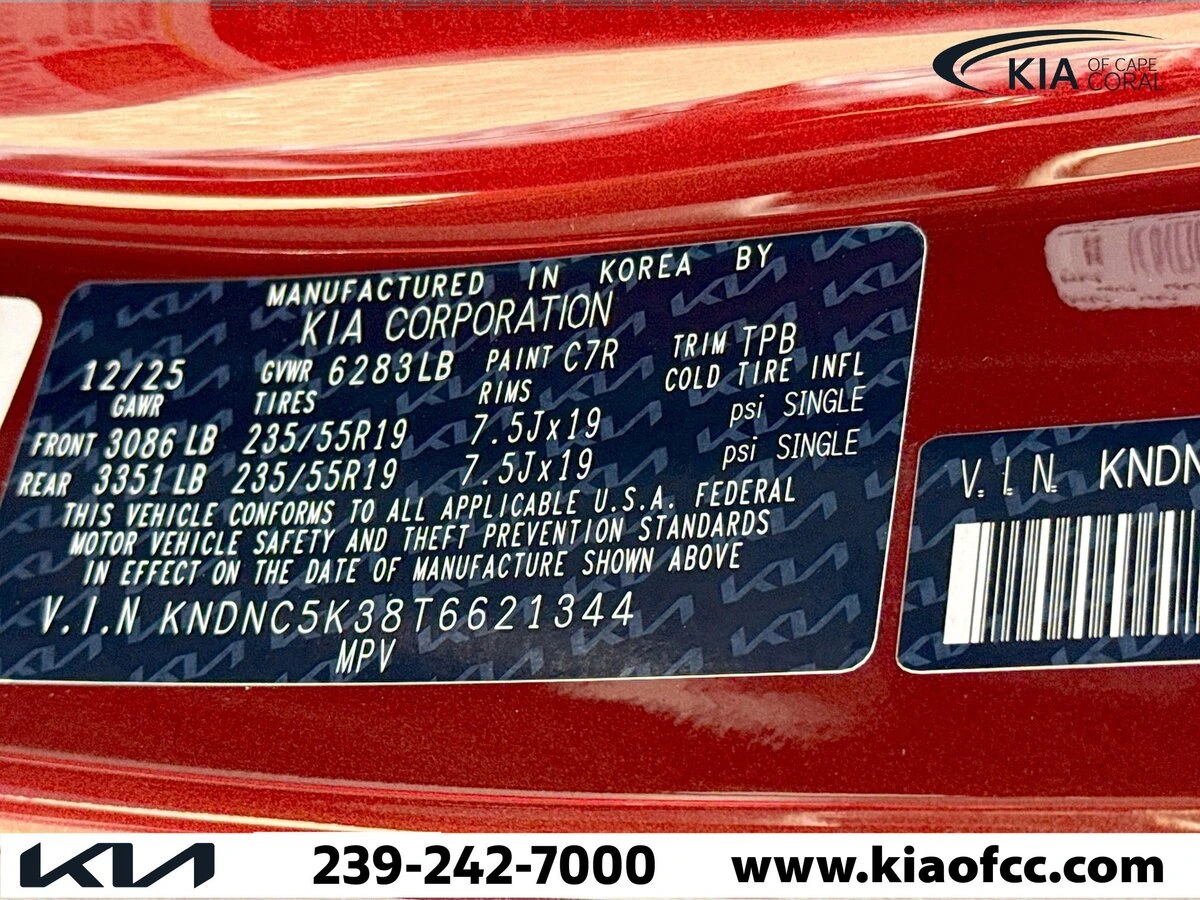 KIA OF CAPE CORAL
MANUFACTURED IN KOREA BY
KIA CORPORATION
12/25 GVWR 6283LB PAINT C7R TRIM TPB
GAWR TIRES RIMS COLD TIRE INFL
FRONT 3086 LB 235/55R19 7.5Jx19 psi SINGLE
REAR 3351 LB 235/55R19 7.5Jx19 psi SINGLE
THIS VEHICLE CONFORMS TO ALL APPLICABLE U.S.A. FEDERAL
MOTOR VEHICLE SAFETY AND THEFT PREVENTION STANDARDS
IN EFFECT ON THE DATE OF MANUFACTURE SHOWN ABOVE
V.I.N KNDNC5K38T6621344
MPV
V.I.N. KNDN
KIA 239-242-7000 www.kiaofcc.com